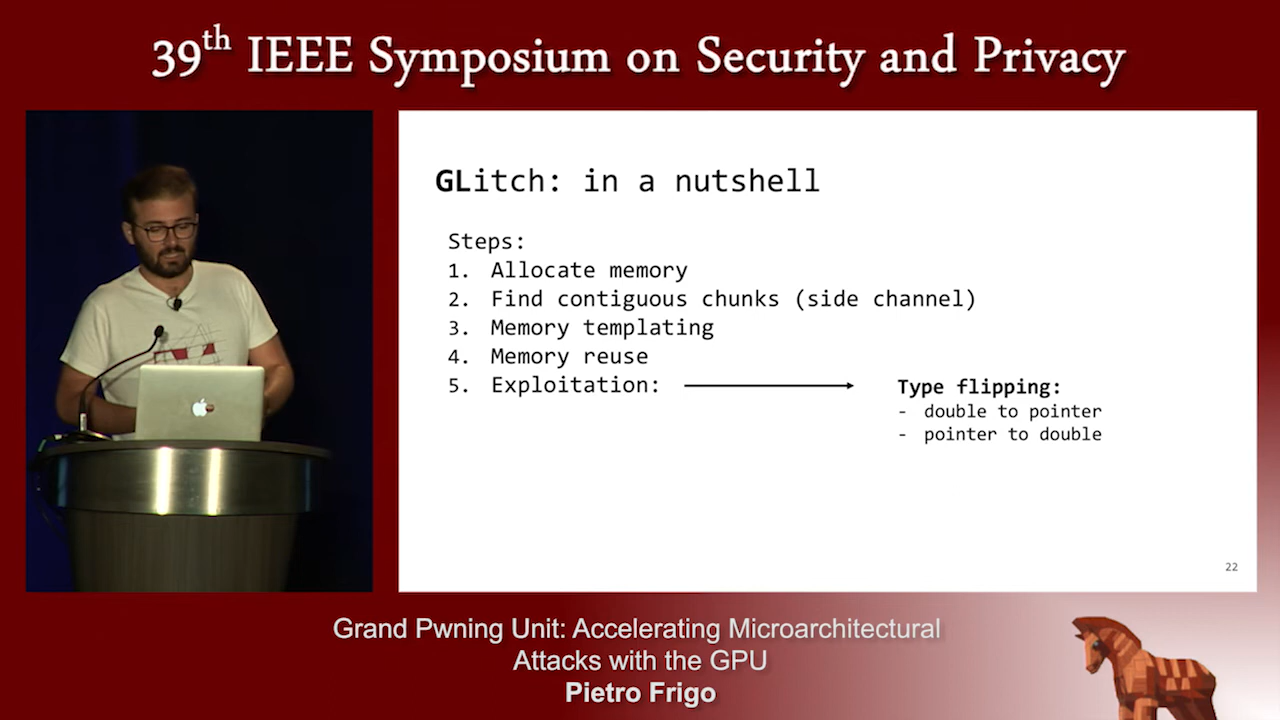 39th IEEE Symposium on Security and Privacy
GLitch: in a nutshell
Steps:
1. Allocate memory
2. Find contiguous chunks (side channel)
3. Memory templating
4. Memory reuse
5. Exploitation:
Type flipping:
- double to pointer
- pointer to double
22
Grand Pwning Unit: Accelerating Microarchitectural
Attacks with the GPU
Pietro Frigo